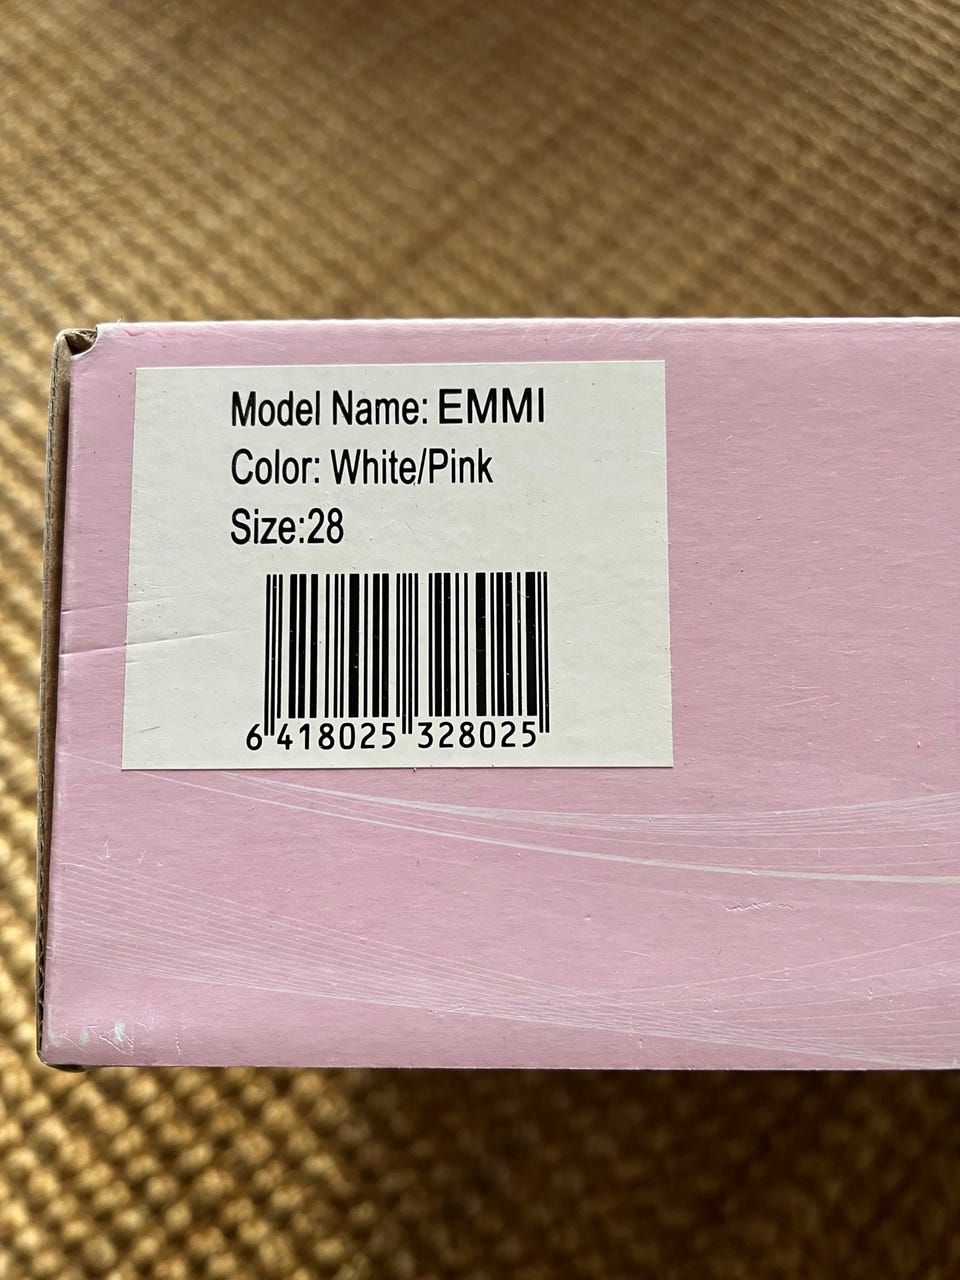 Model Name: EMMI
Color: White/Pink
Size:28
6 418025 328025